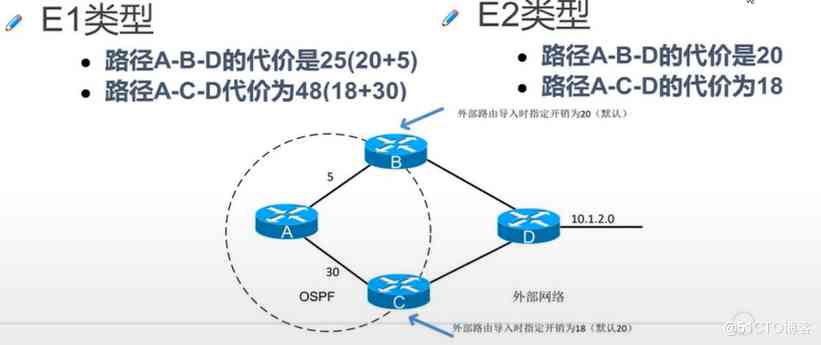 E1类型
路径A-B-D的代价是25(20+5)
路径A-C-D代价为48(18+30)
E2类型
路径A-B-D的代价是20
路径A-C-D的代价为18
外部路由导入时指定开销为20（默认）
B
5
A
10.1.2.0
D
30
OSPF
C
外部网络
外部路由导入时指定开销为18（默认20）
@51CTO博客